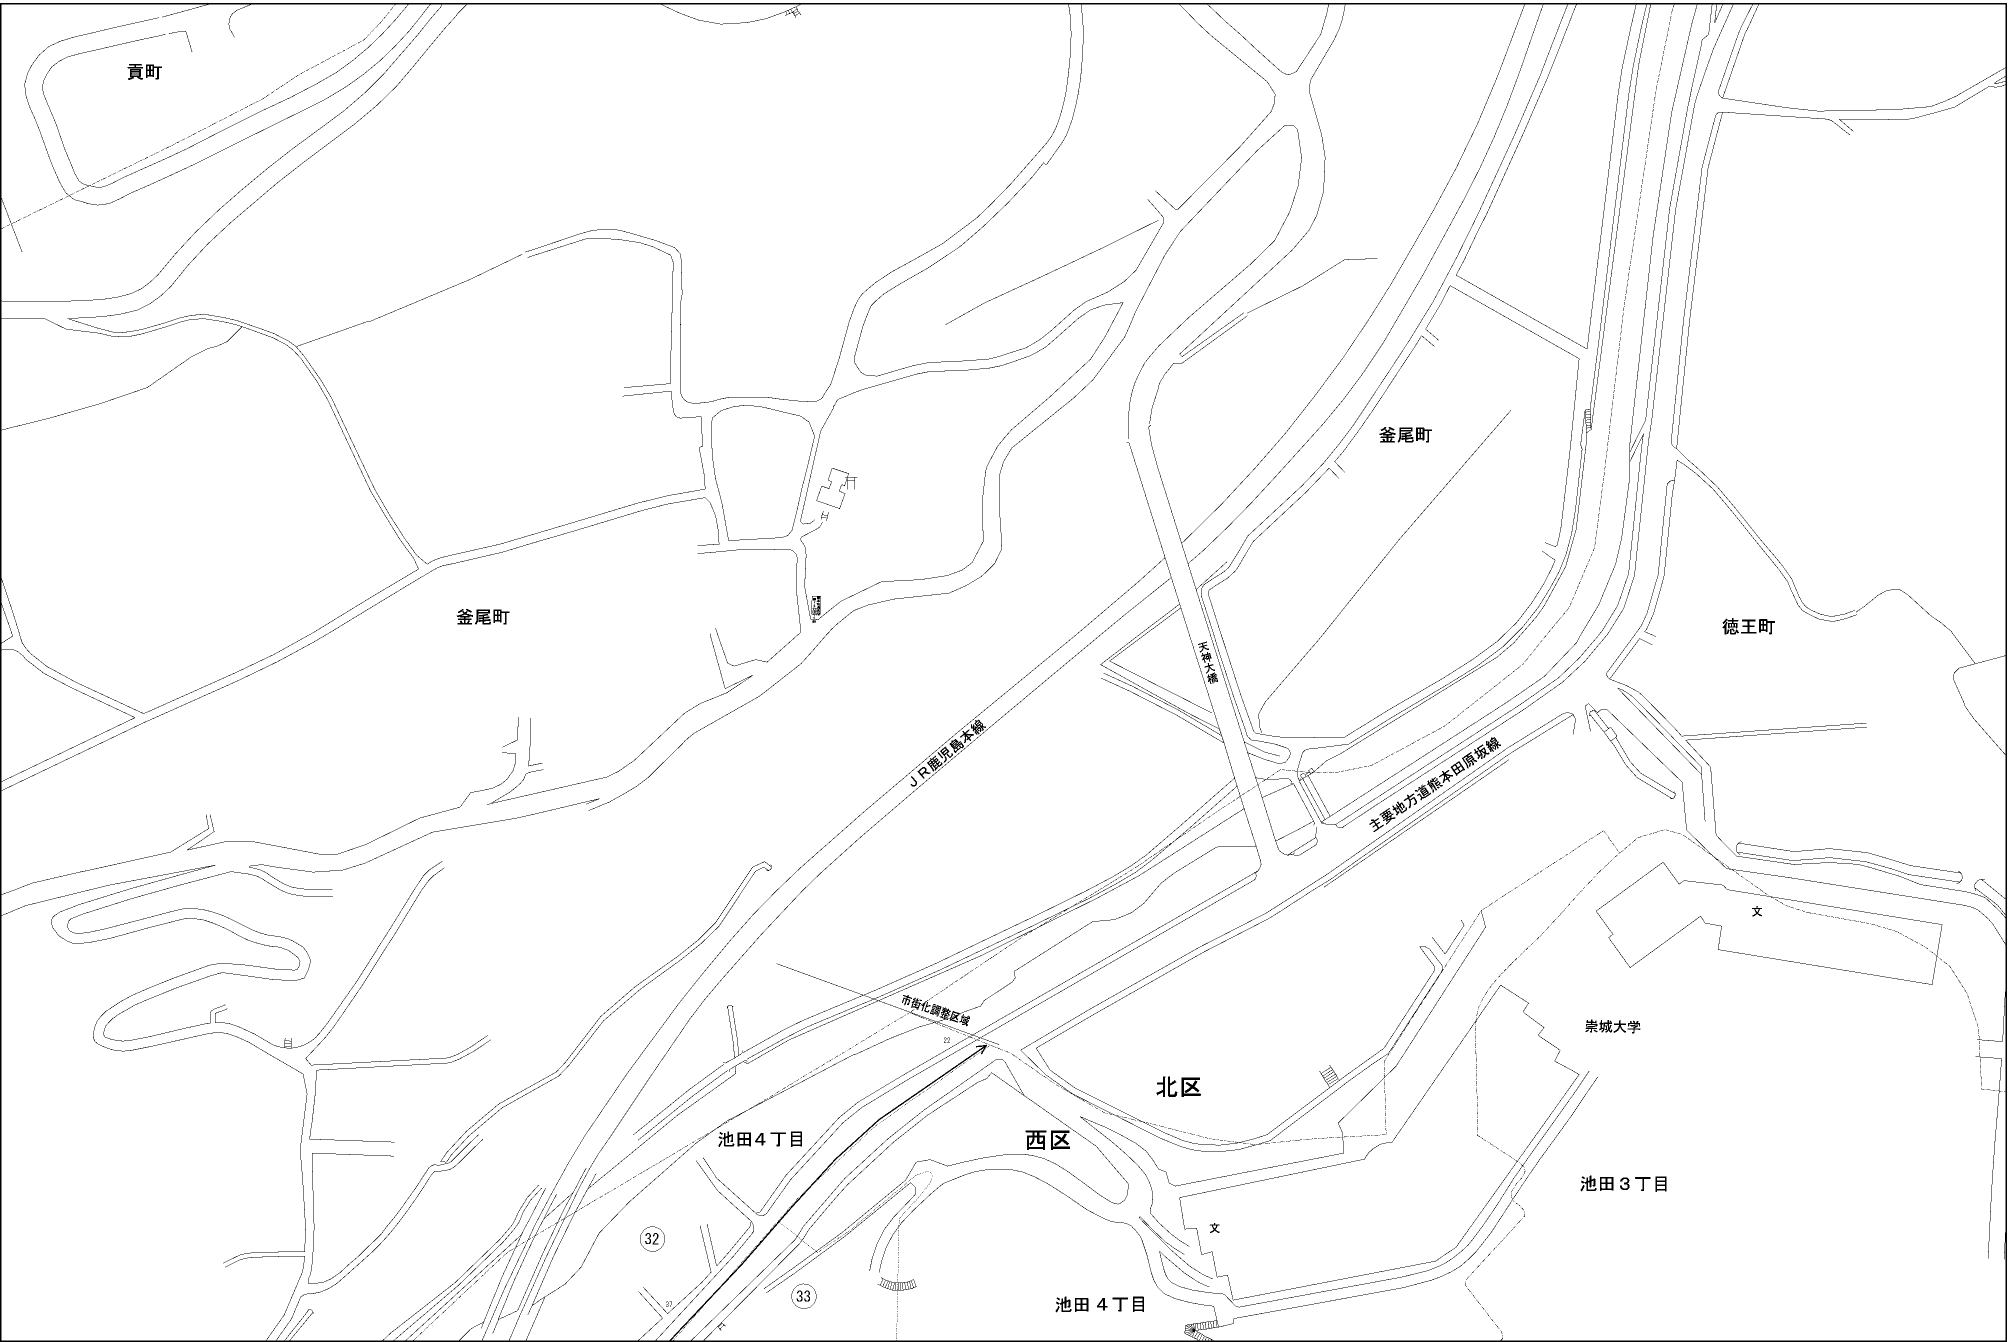 貢町
釜尾町
釜尾町
徳王町
天神大橋
ＪＲ鹿児島本線
主要地方道熊本田原坂線
文
市街化調整区域
崇城大学
22
北区
池田４丁目
西区
池田３丁目
文
32
33
37
池田４丁目